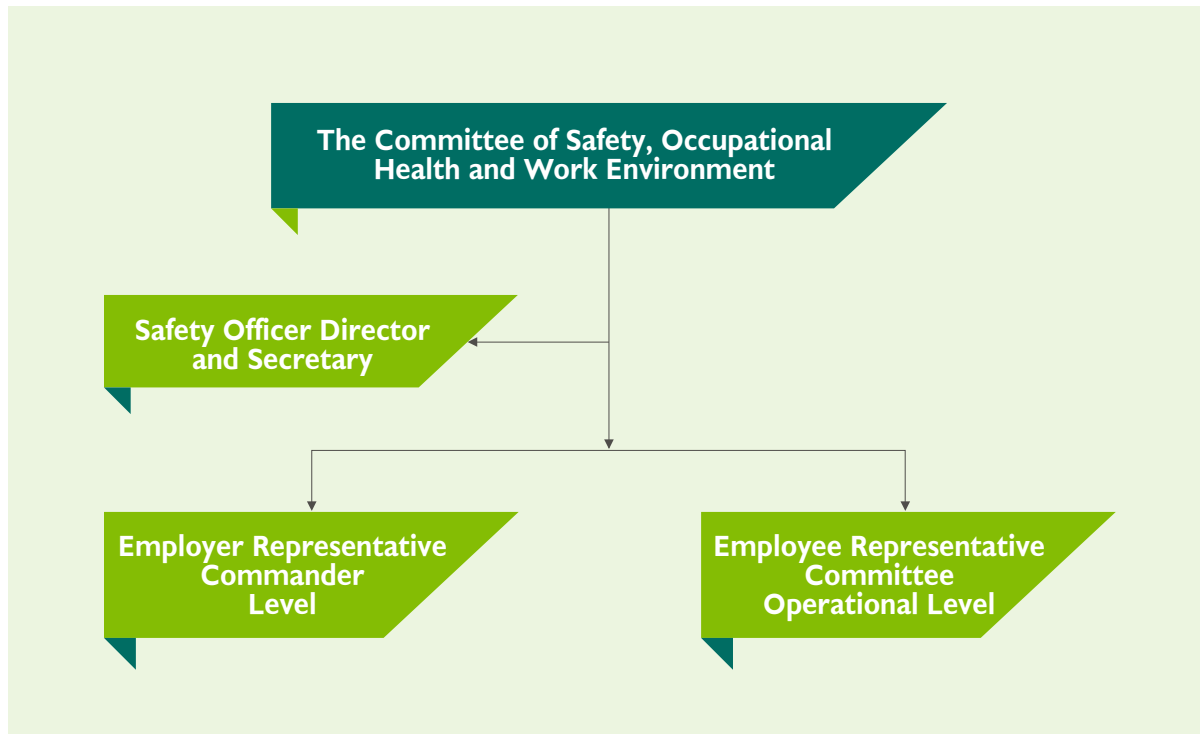 The Committee of Safety, Occupational
Health and Work Environment
Safety Officer Director
and Secretary
Employer Representative
Commander
Level
Employee Representative
Committee
Operational Level